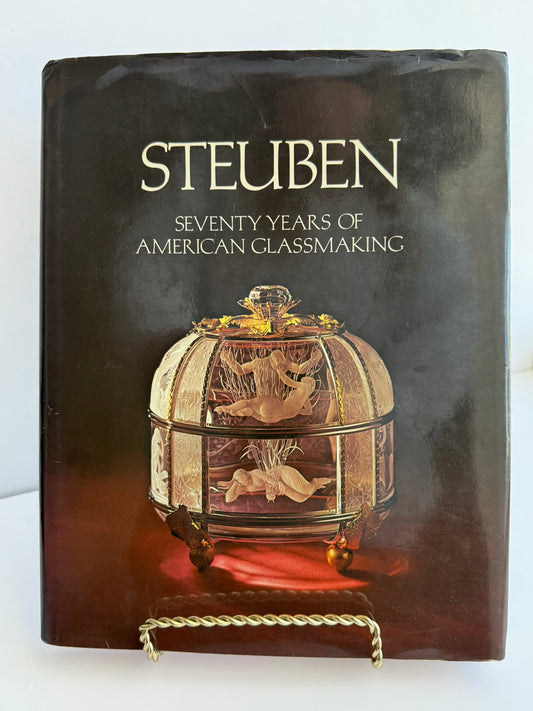 STEUBEN
SEVENTY YEARS OF
AMERICAN GLASSMAKING